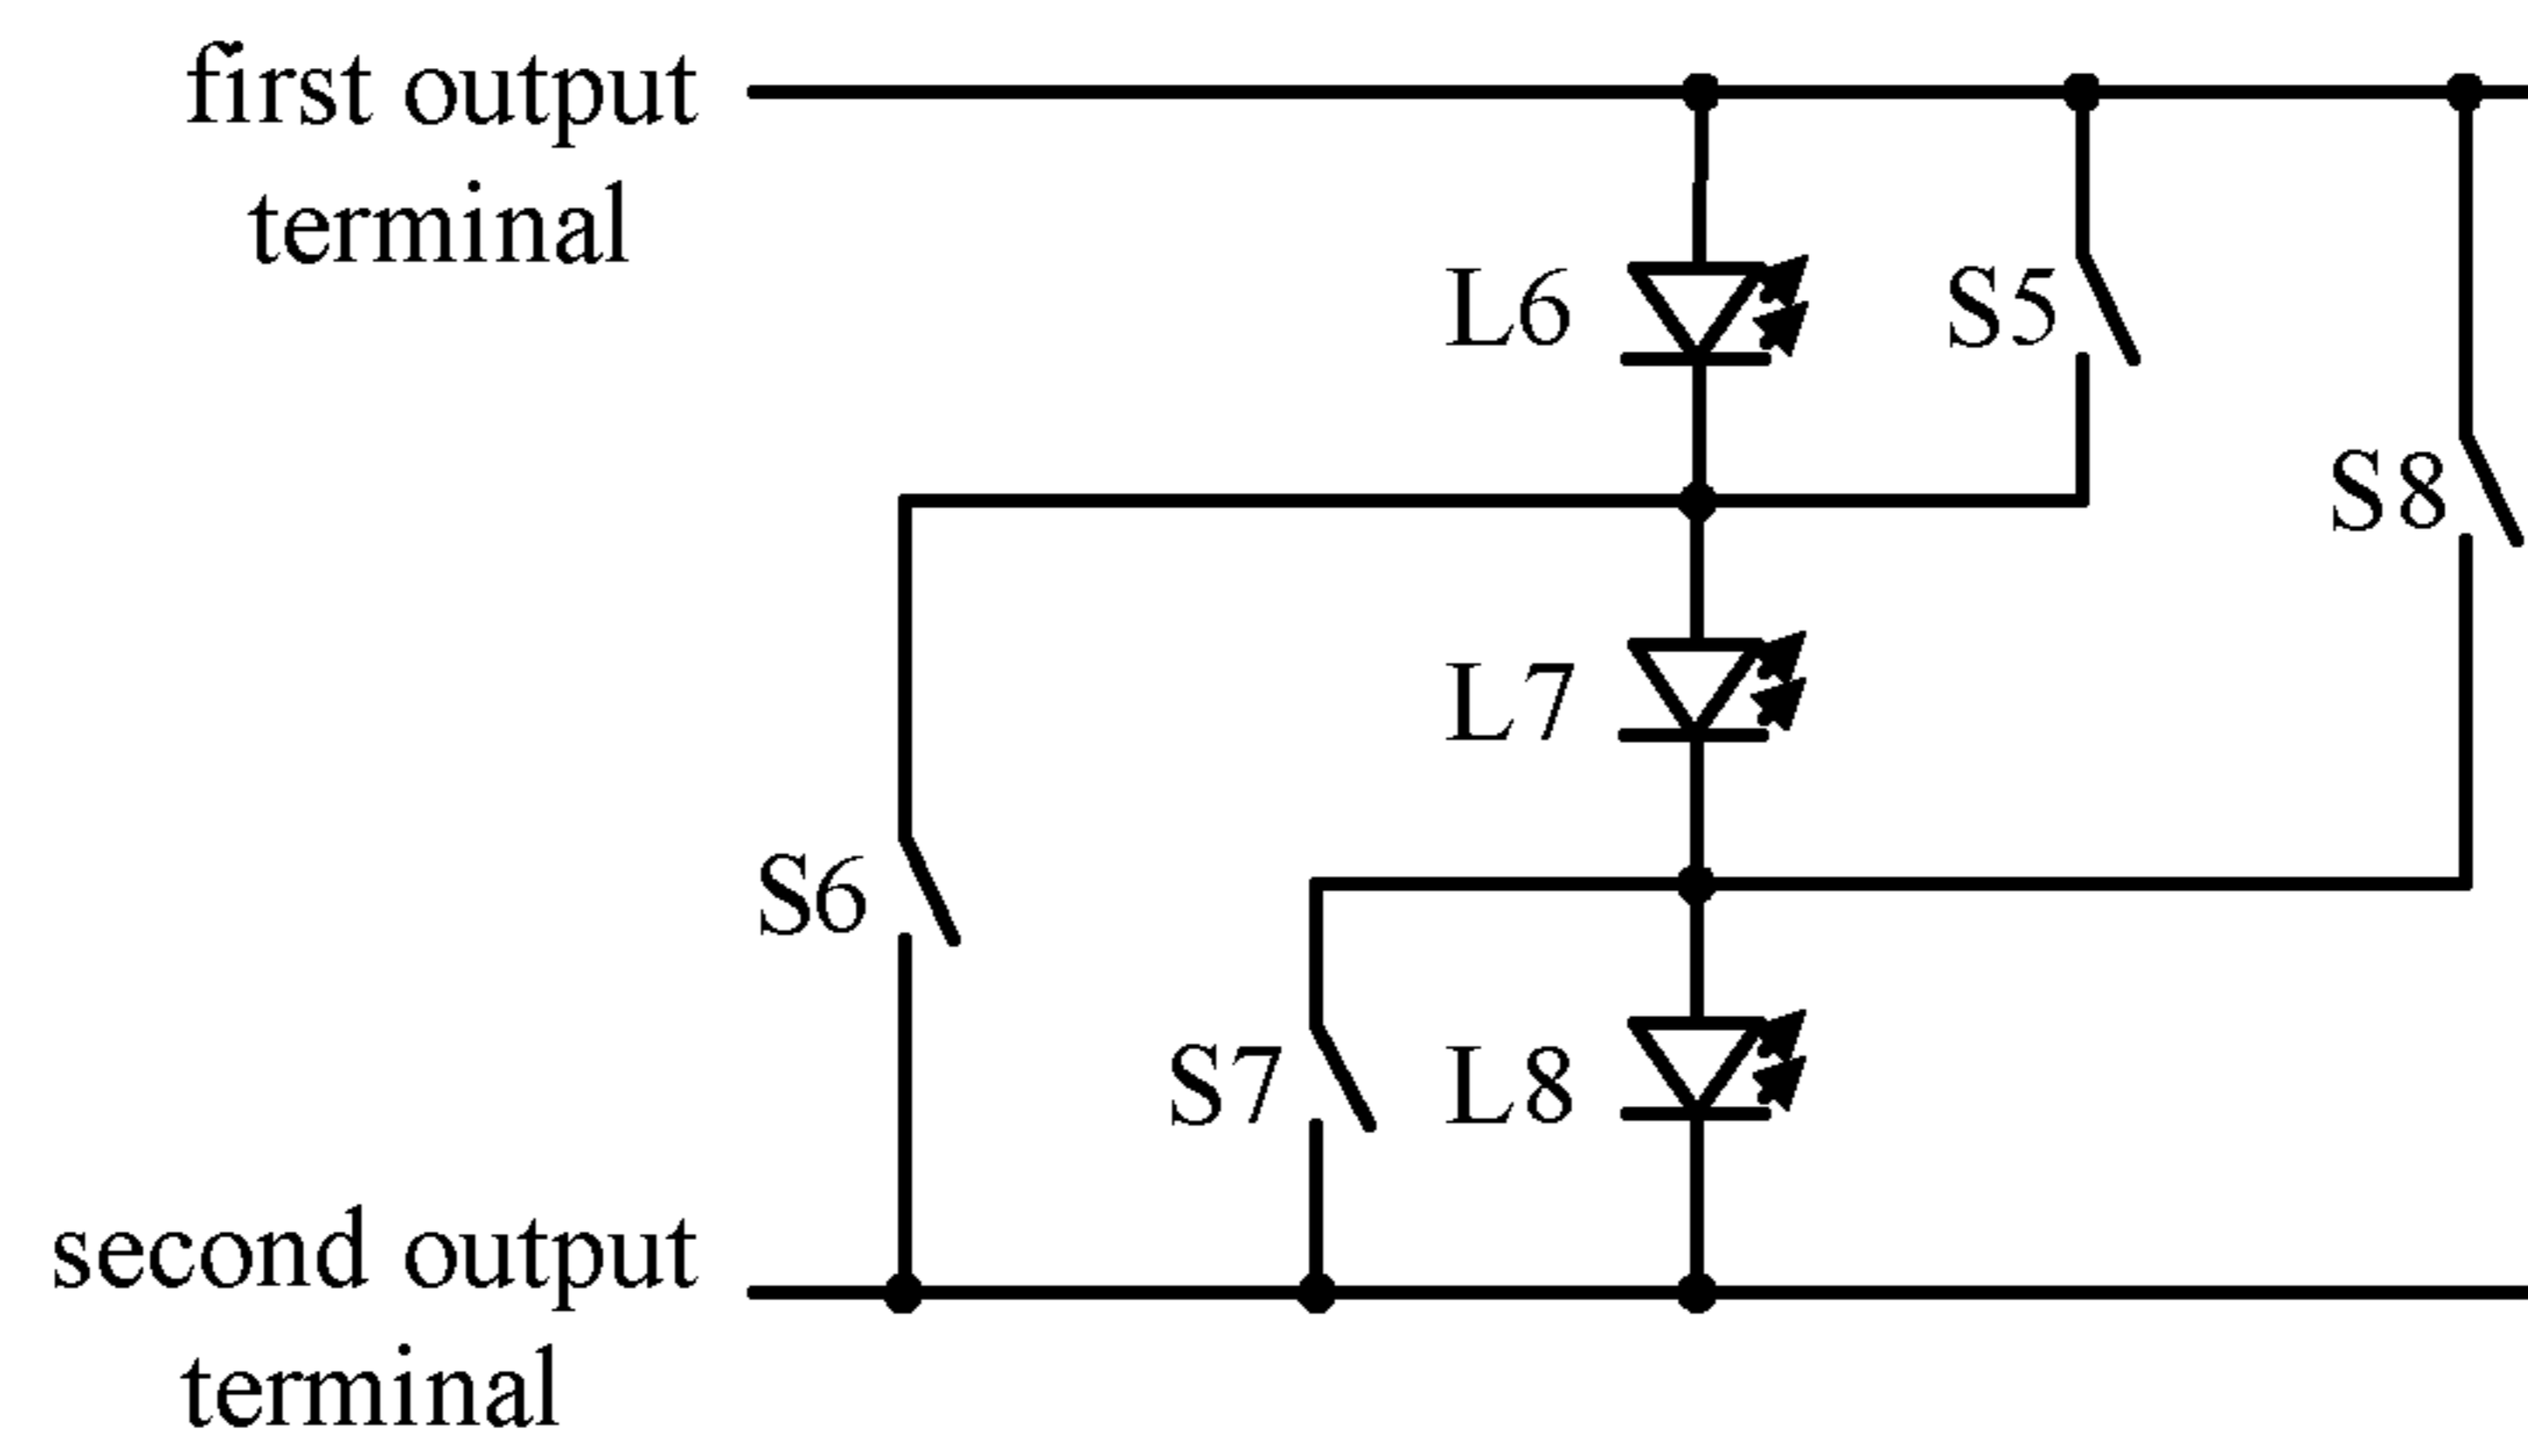 first output
terminal
L6
S5
S8
L7
S6
S7
L8
second output
terminal